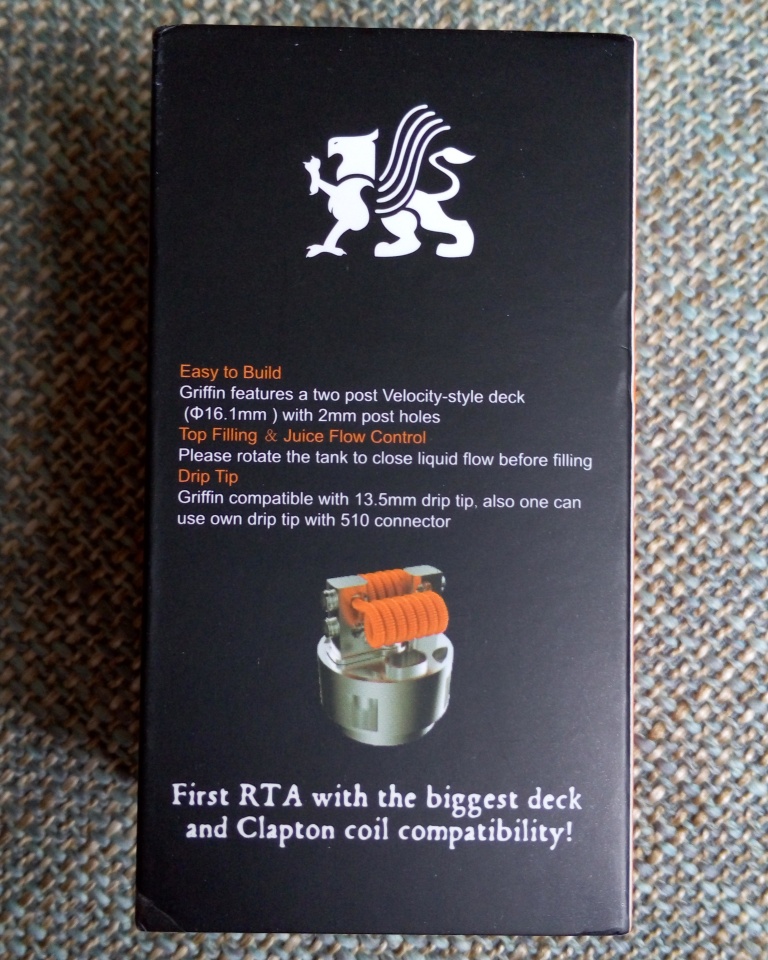 Easy to Build
Griffin features a two post Velocity-style deck
(Φ16.1mm ) with 2mm post holes
Top Filling & Juice Flow Control
Please rotate the tank to close liquid flow before filling
Drip Tip
Griffin compatible with 13.5mm drip tip, also one can
use own drip tip with 510 connector
First RTA with the biggest deck
and Clapton coil compatibility!